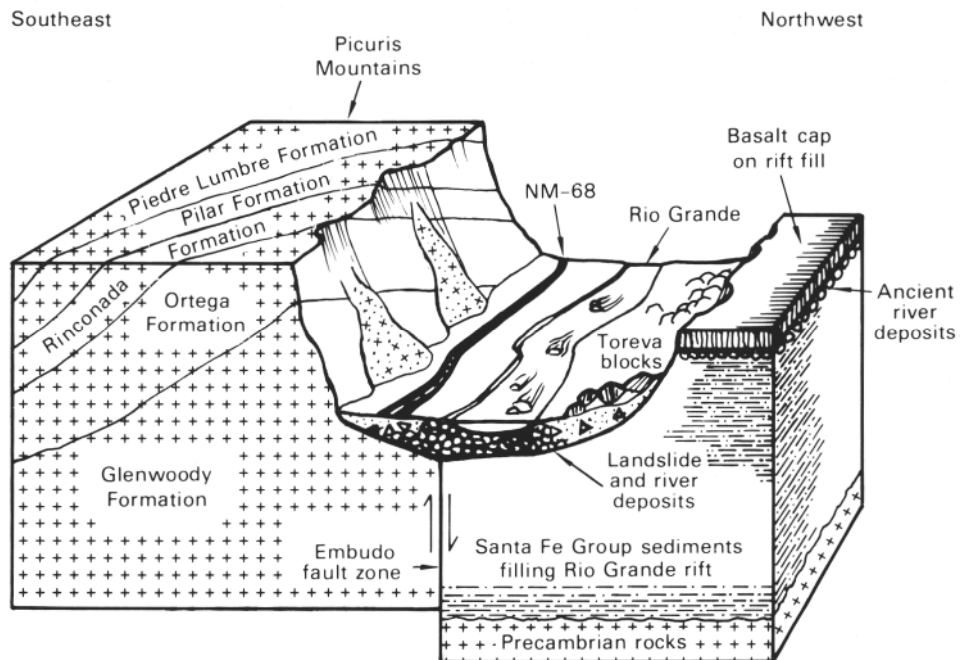 Southeast
Northwest
Picuris
Mountains
Basalt cap
on rift fill
NM-68
Rio Grande
Piedre Lumbre Formation
Pilar Formation
Rinconada Formation
Ortega
Formation
Ancient
river
deposits
Toreva
blocks
Glenwoody
Formation
Landslide
and river
deposits
Embudo
fault zone
Santa Fe Group sediments
filling Rio Grande rift
Precambrian rocks